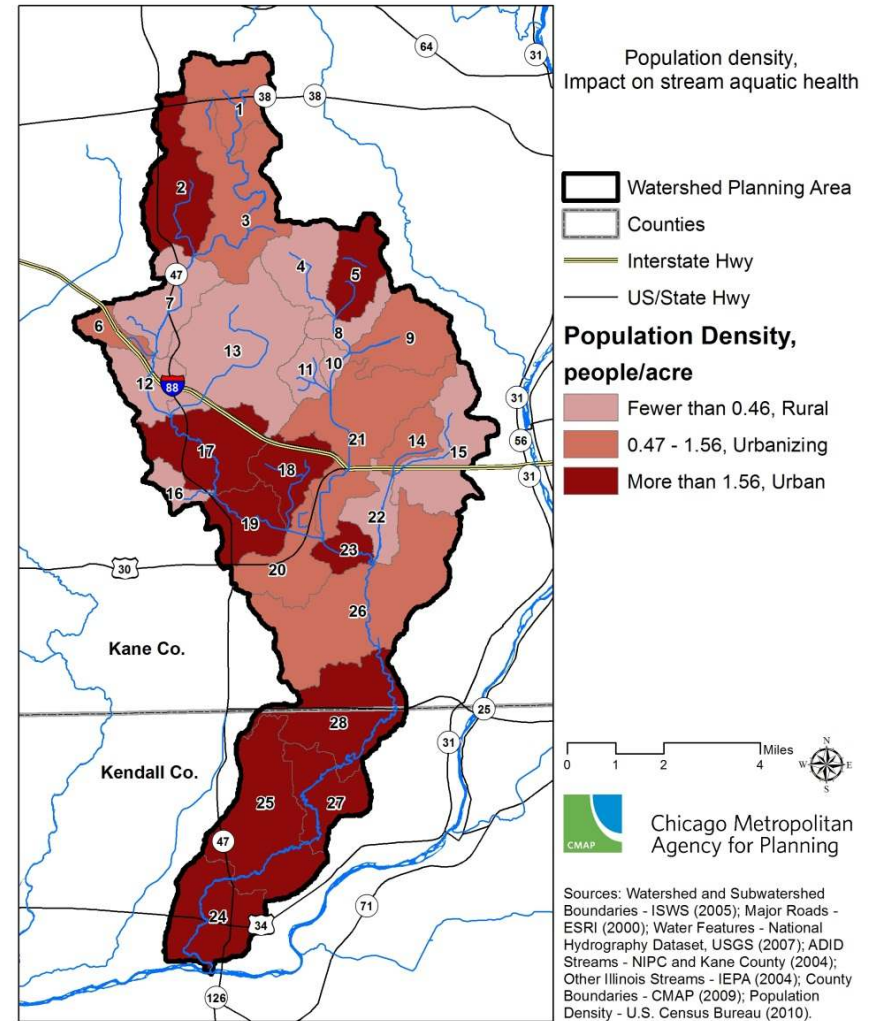 Population density,
Impact on stream aquatic health
Watershed Planning Area
Counties
Interstate Hwy
US/State Hwy
Population Density,
people/acre
Fewer than 0.46, Rural
0.47 - 1.56, Urbanizing
More than 1.56, Urban
64
31
38
38
1
2
3
47
4
5
7
6
8
9
13
10
11
12
88
31
56
31
21
14
15
17
18
16
22
19
23
20
30
26
Kane Co.
28
25
31
Kendall Co.
25
27
47
24
34
71
126
Miles
0 1 2 4
N
W E
S
CMAP
Chicago Metropolitan
Agency for Planning
Sources: Watershed and Subwatershed
Boundaries - ISWS (2005); Major Roads -
ESRI (2000); Water Features - National
Hydrography Dataset, USGS (2007); ADID
Streams - NIPC and Kane County (2004);
Other Illinois Streams - IEPA (2004); County
Boundaries - CMAP (2009); Population
Density - U.S. Census Bureau (2010).